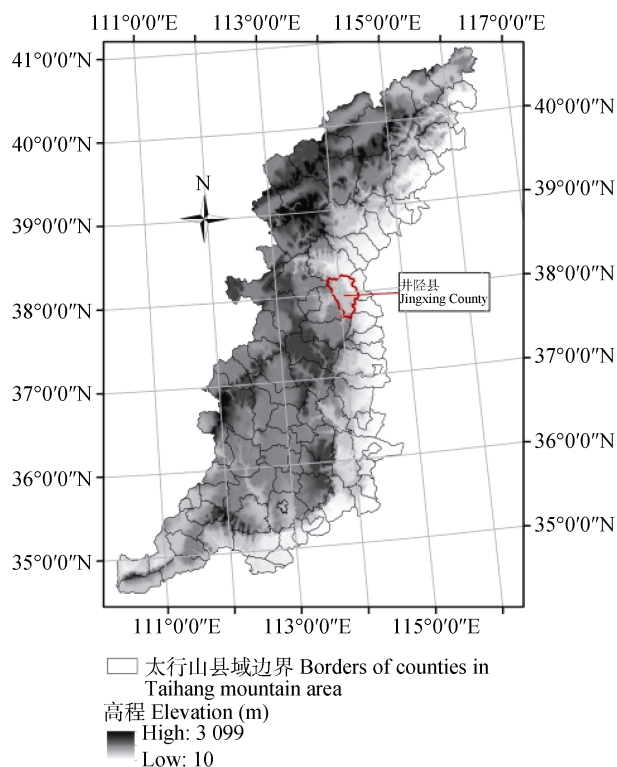 111°0′0″E 113°0′0″E 115°0′0″E 117°0′0″E
41°0′0″N
40°0′0″N
40°0′0″N
39°0′0″N
N
39°0′0″N
38°0′0″N
井陉县
Jingxing County
38°0′0″N
37°0′0″N
37°0′0″N
36°0′0″N
36°0′0″N
35°0′0″N
35°0′0″N
111°0′0″E 113°0′0″E 115°0′0″E
太行山县域边界 Borders of counties in
Taihang mountain area
高程 Elevation (m)
High: 3 099
Low: 10